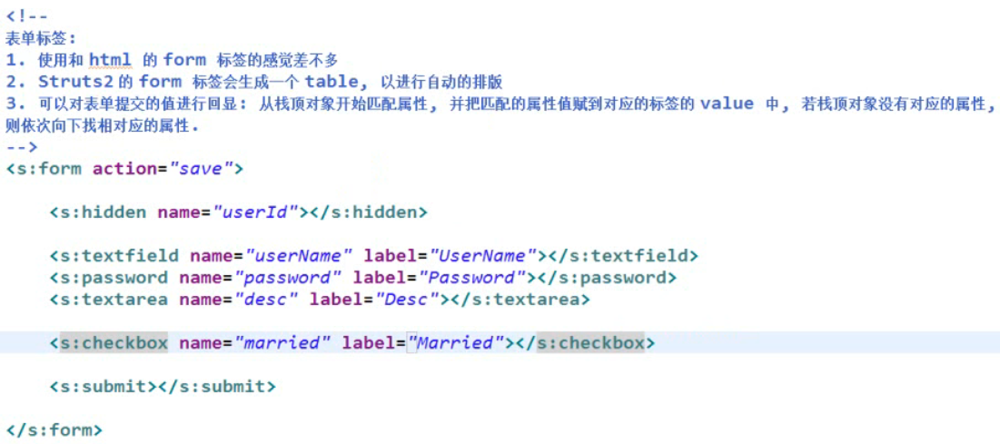 <!--
表单标签:
1. 使用和 html 的 form 标签的感觉差不多
2. Struts2 的 form 标签会生成一个 table, 以进行自动的排版
3. 可以对表单提交的值进行回显: 从栈顶对象开始匹配属性, 并把匹配的属性值赋到对应的标签的 value 中, 若栈顶对象没有对应的属性,
则依次向下找相对应的属性.
-->
<s:form action="save">
<s:hidden name="userId"></s:hidden>
<s:textfield name="userName" label="UserName"></s:textfield>
<s:password name="password" label="Password"></s:password>
<s:textarea name="desc" label="Desc"></s:textarea>
<s:checkbox name="married" label="Married"></s:checkbox>
<s:submit></s:submit>
</s:form>